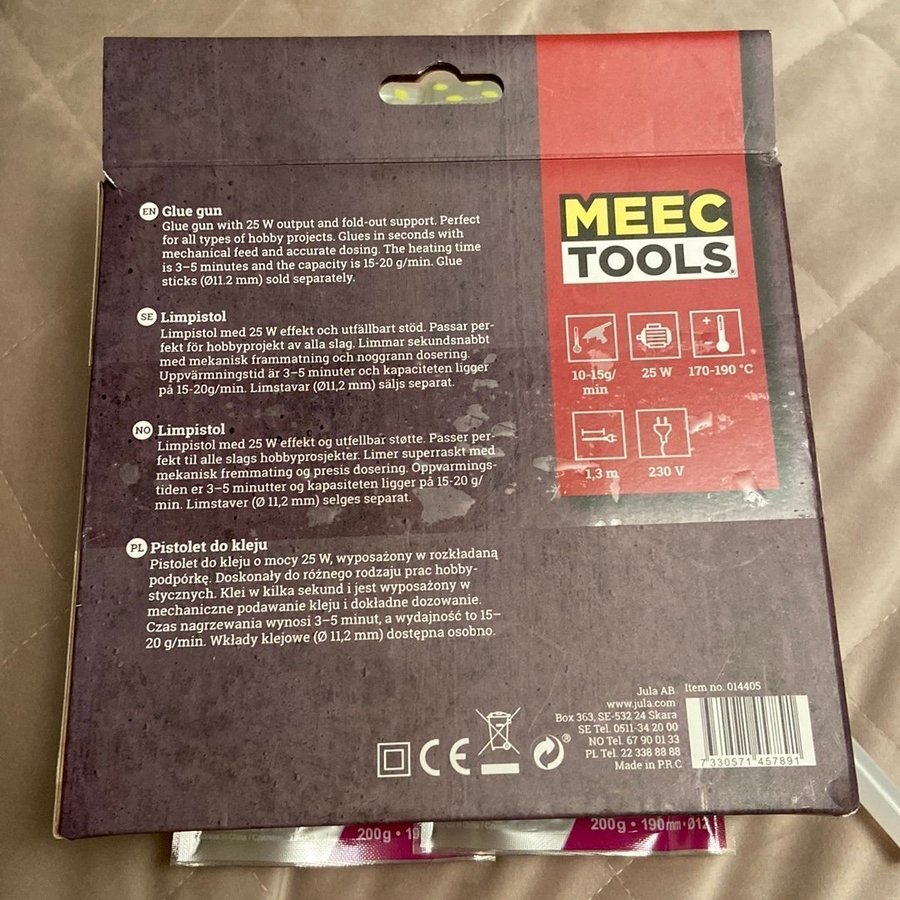 EN Glue gun
Glue gun with 25 W output and fold-out support. Perfect
for all types of hobby projects. Glues in seconds with
mechanical feed and accurate dosing. The heating time
is 3–5 minutes and the capacity is 15-20 g/min. Glue
sticks (Ø11.2 mm) sold separately.
SE Limpistol
Limpistol med 25 W effekt och utfällbart stöd. Passar per-
fekt för hobbyprojekt av alla slag. Limmar sekundsnabbt
med mekanisk frammatning och noggrann dosering.
Uppvärmningstid är 3–5 minuter och kapaciteten ligger
på 15-20g/min. Limstavar (Ø11,2 mm) säljs separat.
NO Limpistol
Limpistol med 25 W effekt og utfellbar støtte. Passer per-
fekt til alle slags hobbyprosjekter. Limer superraskt med
mekanisk fremmating og presis dosering. Oppvarmings-
tiden er 3–5 minutter og kapasiteten ligger på 15-20 g/
min. Limstaver (Ø 11,2 mm) selges separat.
PL Pistolet do kleju
Pistolet do kleju o mocy 25 W, wyposażony w rozkładaną
podpórkę. Doskonały do różnego rodzaju prac hobby-
stycznych. Klei w kilka sekund i jest wyposażony w
mechaniczne podawanie kleju i dokładne dozowanie.
Czas nagrzewania wynosi 3–5 minut, a wydajność to 15–
20 g/min. Wkłady klejowe (Ø 11,2 mm) dostępna osobno.
MEEC
TOOLS®
10-15g/
min
25 W
170-190 °C
1,3 m
230 V
Jula AB
www.jula.com
Box 363, SE-532 24 Skara
SE Tel. 0511-34 20 00
NO Tel. 67 90 01 33
PL Tel. 22 338 88 88
Made in P.R.C
Item no. 014405
7 330571 457891
CE
®
200g • 19
200g • 190mm • Ø12